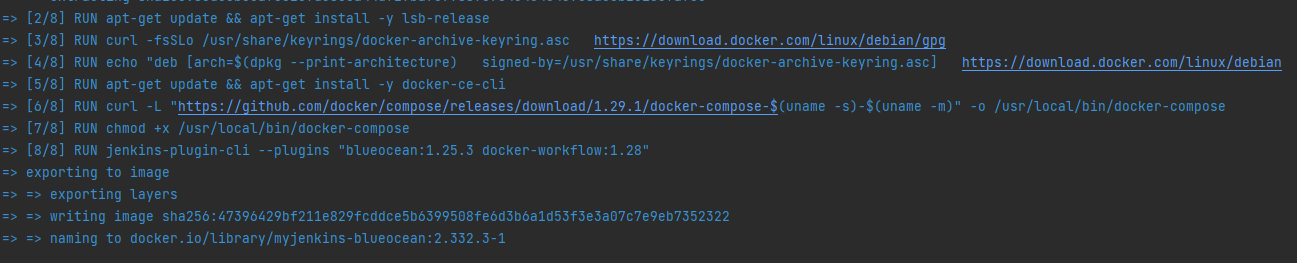 => [2/8] RUN apt-get update && apt-get install -y lsb-release
=> [3/8] RUN curl -fsSLo /usr/share/keyrings/docker-archive-keyring.asc   https://download.docker.com/linux/debian/gpg
=> [4/8] RUN echo "deb [arch=$(dpkg --print-architecture)   signed-by=/usr/share/keyrings/docker-archive-keyring.asc]   https://download.docker.com/linux/debian
=> [5/8] RUN apt-get update && apt-get install -y docker-ce-cli
=> [6/8] RUN curl -L "https://github.com/docker/compose/releases/download/1.29.1/docker-compose-$(uname -s)-$(uname -m)" -o /usr/local/bin/docker-compose
=> [7/8] RUN chmod +x /usr/local/bin/docker-compose
=> [8/8] RUN jenkins-plugin-cli --plugins "blueocean:1.25.3 docker-workflow:1.28"
=> exporting to image
=> => exporting layers
=> => writing image sha256:47396429bf211e829fcddce5b6399508fe6d3b6a1d53f3e3a07c7e9eb7352322
=> => naming to docker.io/library/myjenkins-blueocean:2.332.3-1